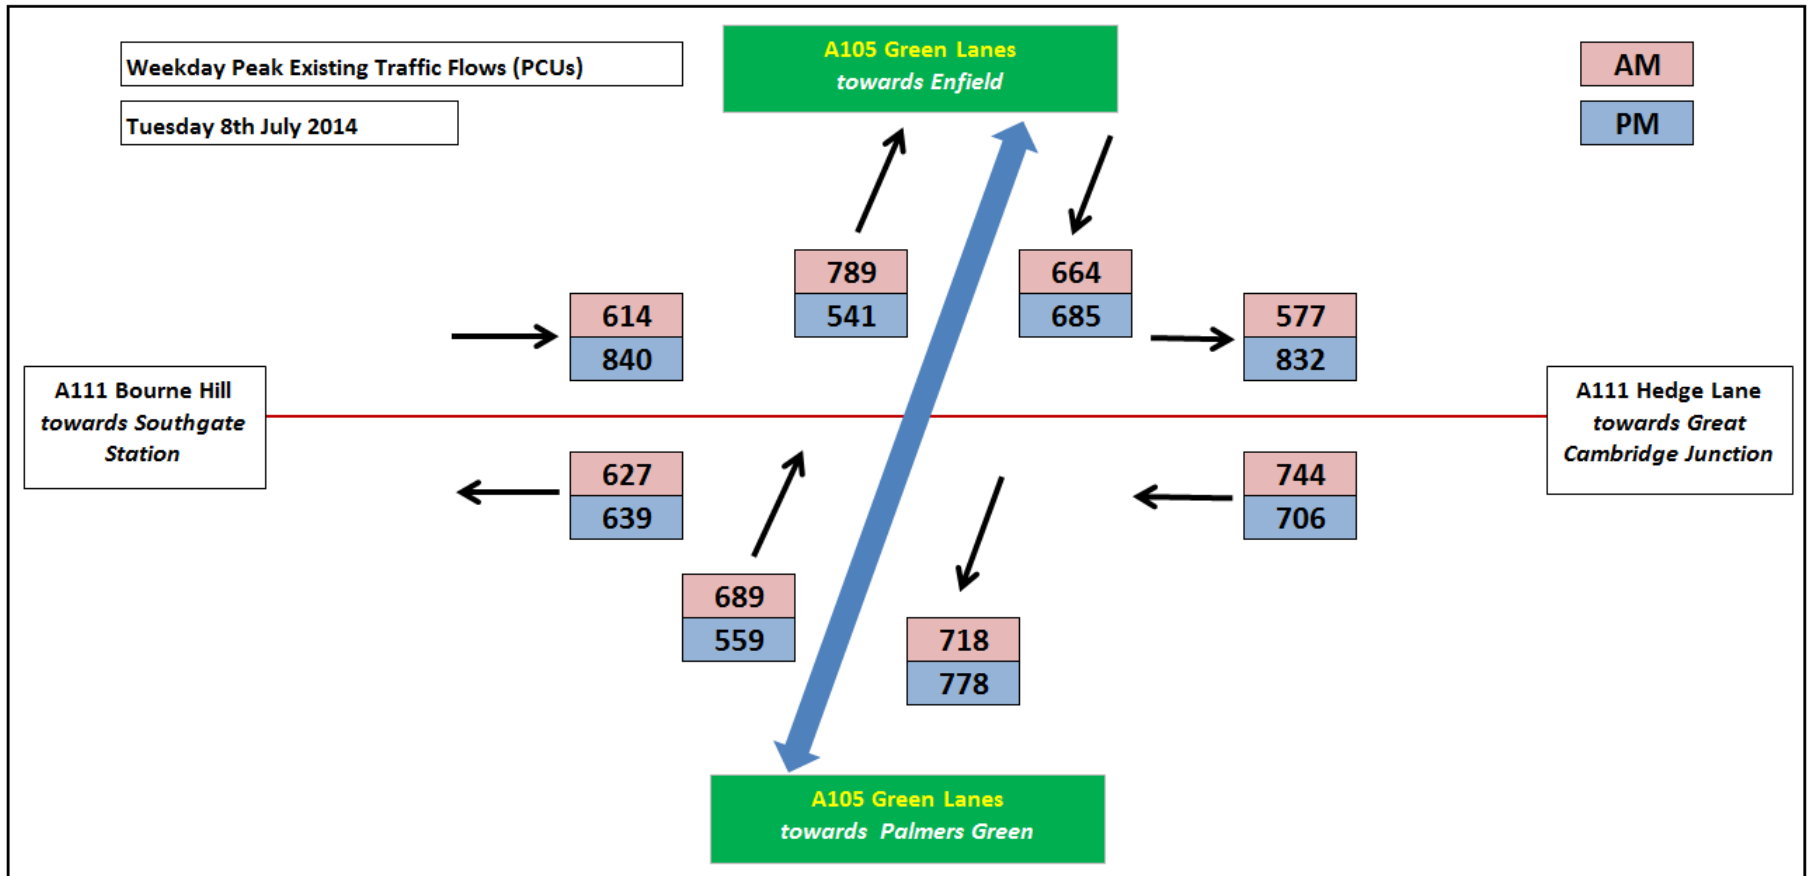 A105 Green Lanes
towards Enfield
Weekday Peak Existing Traffic Flows (PCUs)
AM
Tuesday 8th July 2014
PM
789
541
664
685
614
840
577
832
A111 Bourne Hill
towards Southgate
Station
A111 Hedge Lane
towards Great
Cambridge Junction
627
639
744
706
689
559
718
778
A105 Green Lanes
towards Palmers Green